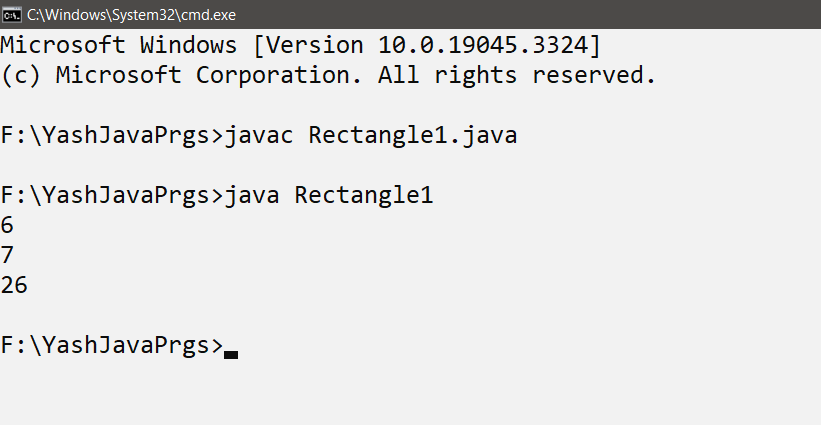 C:\Windows\System32\cmd.exe
Microsoft Windows [Version 10.0.19045.3324]
(c) Microsoft Corporation. All rights reserved.
F:\YashJavaPrgs>javac Rectangle1.java
F:\YashJavaPrgs>java Rectangle1
6
7
26
F:\YashJavaPrgs>